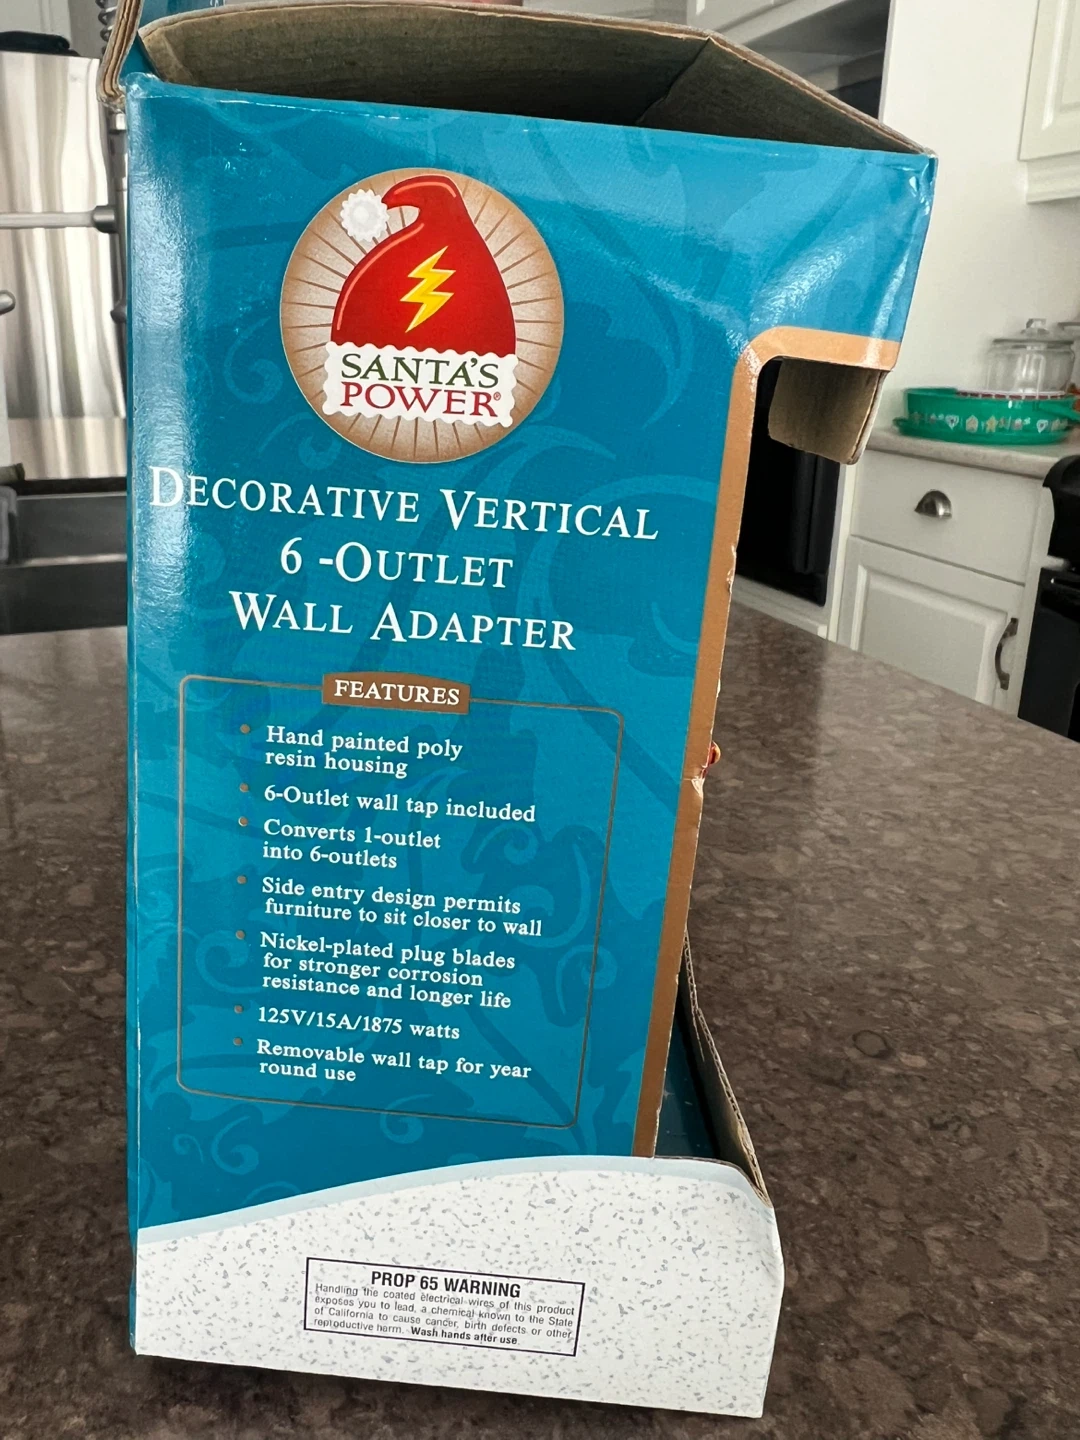 SANTA'S
POWER®
DECORATIVE VERTICAL
6 -OUTLET
WALL ADAPTER
FEATURES
• Hand painted poly
resin housing
• 6-Outlet wall tap included
• Converts 1-outlet
into 6-outlets
• Side entry design permits
furniture to sit closer to wall
• Nickel-plated plug blades
for stronger corrosion
resistance and longer life
• 125V/15A/1875 watts
• Removable wall tap for year
round use
PROP 65 WARNING
Handling the coated electrical wires of this product
exposes you to lead, a chemical known to the State
of California to cause cancer, birth defects or other
reproductive harm. Wash hands after use.